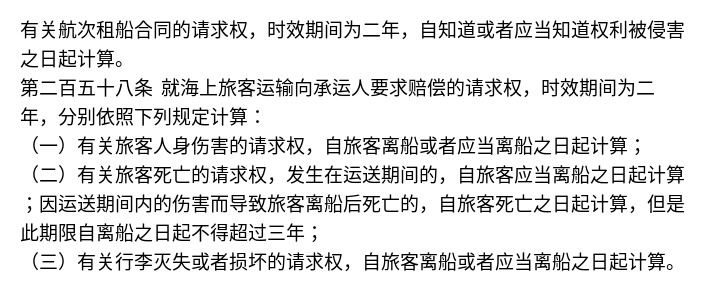 有关航次租船合同的请求权，时效期间为二年，自知道或者应当知道权利被侵害
之日起计算。
第二百五十八条 就海上旅客运输向承运人要求赔偿的请求权，时效期间为二
年，分别依照下列规定计算：
（一）有关旅客人身伤害的请求权，自旅客离船或者应当离船之日起计算；
（二）有关旅客死亡的请求权，发生在运送期间的，自旅客应当离船之日起计算
；因运送期间内的伤害而导致旅客离船后死亡的，自旅客死亡之日起计算，但是
此期限自离船之日起不得超过三年；
（三）有关行李灭失或者损坏的请求权，自旅客离船或者应当离船之日起计算。